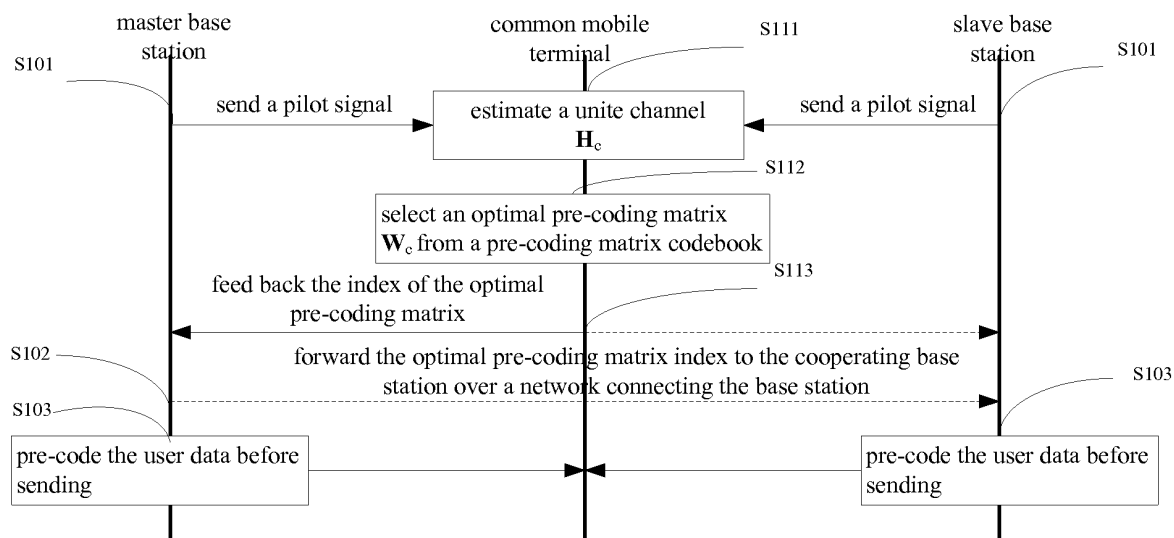 master base
station
common mobile
terminal
slave base
station
S111
S101
S101
send a pilot signal
estimate a unite channel
Hc
send a pilot signal
S112
select an optimal pre-coding matrix
Wc from a pre-coding matrix codebook
S113
feed back the index of the optimal
pre-coding matrix
S102
forward the optimal pre-coding matrix index to the cooperating base
station over a network connecting the base station
S103
S103
pre-code the user data before
sending
pre-code the user data before
sending